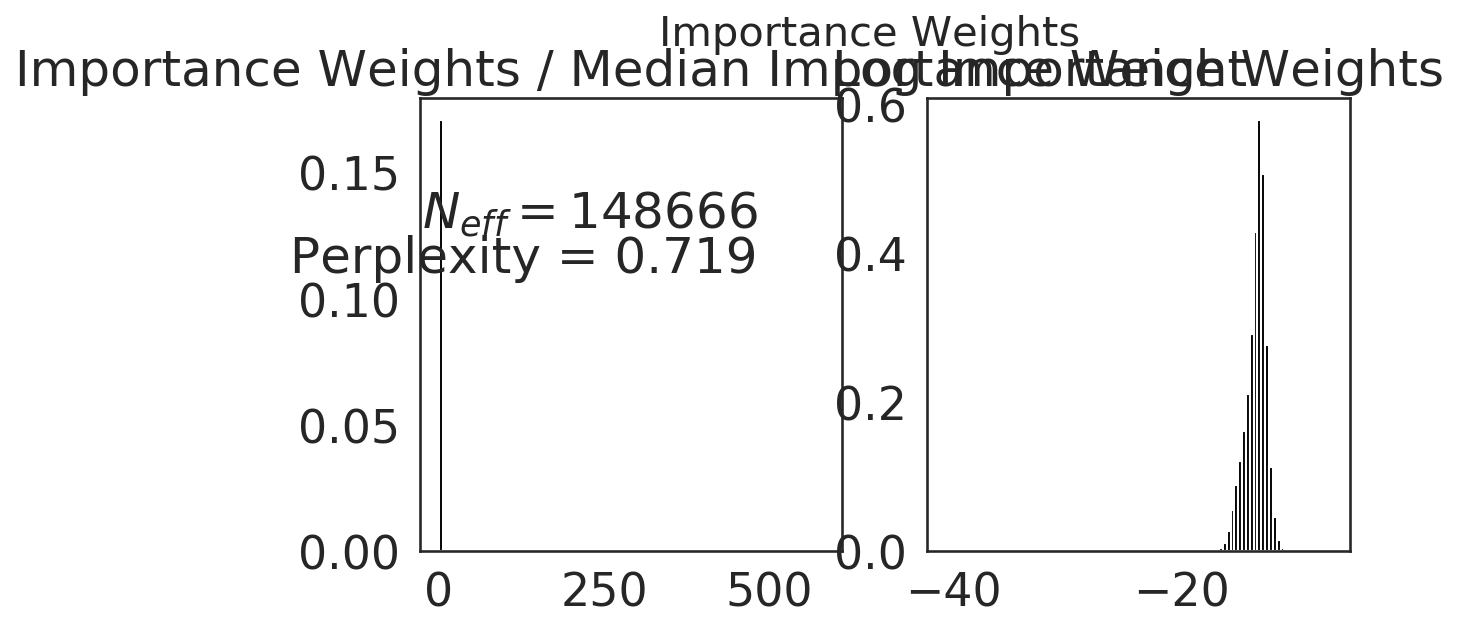 Importance Weights
Importance Weights / Median Importance Weight
Log Importance Weights
0.15
0.10
0.05
0.00
N_eff = 148666
Perplexity = 0.719
0 250 500
0.6
0.4
0.2
0.0
−40 −20